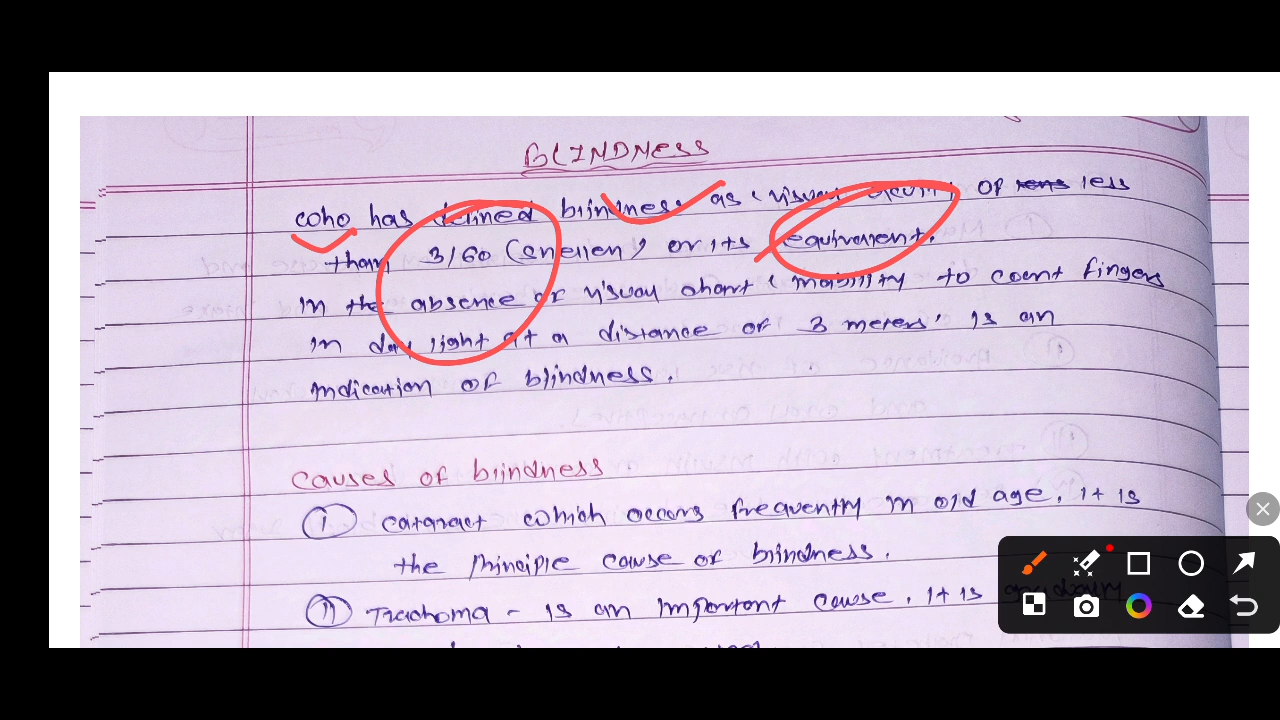 BLINDNESS
WHO has defined blindness as (visual acuity of less
than 3/60 (Snellen) or its equivalent.
in the absence of visual chart (inability to count fingers
in day light at a distance of 3 meters' is an
indication of blindness.
Causes of blindness
i Cataract which occurs frequently in old age. It is
the Principle cause of blindness.
ii Trachoma - Is an Important cause. It is